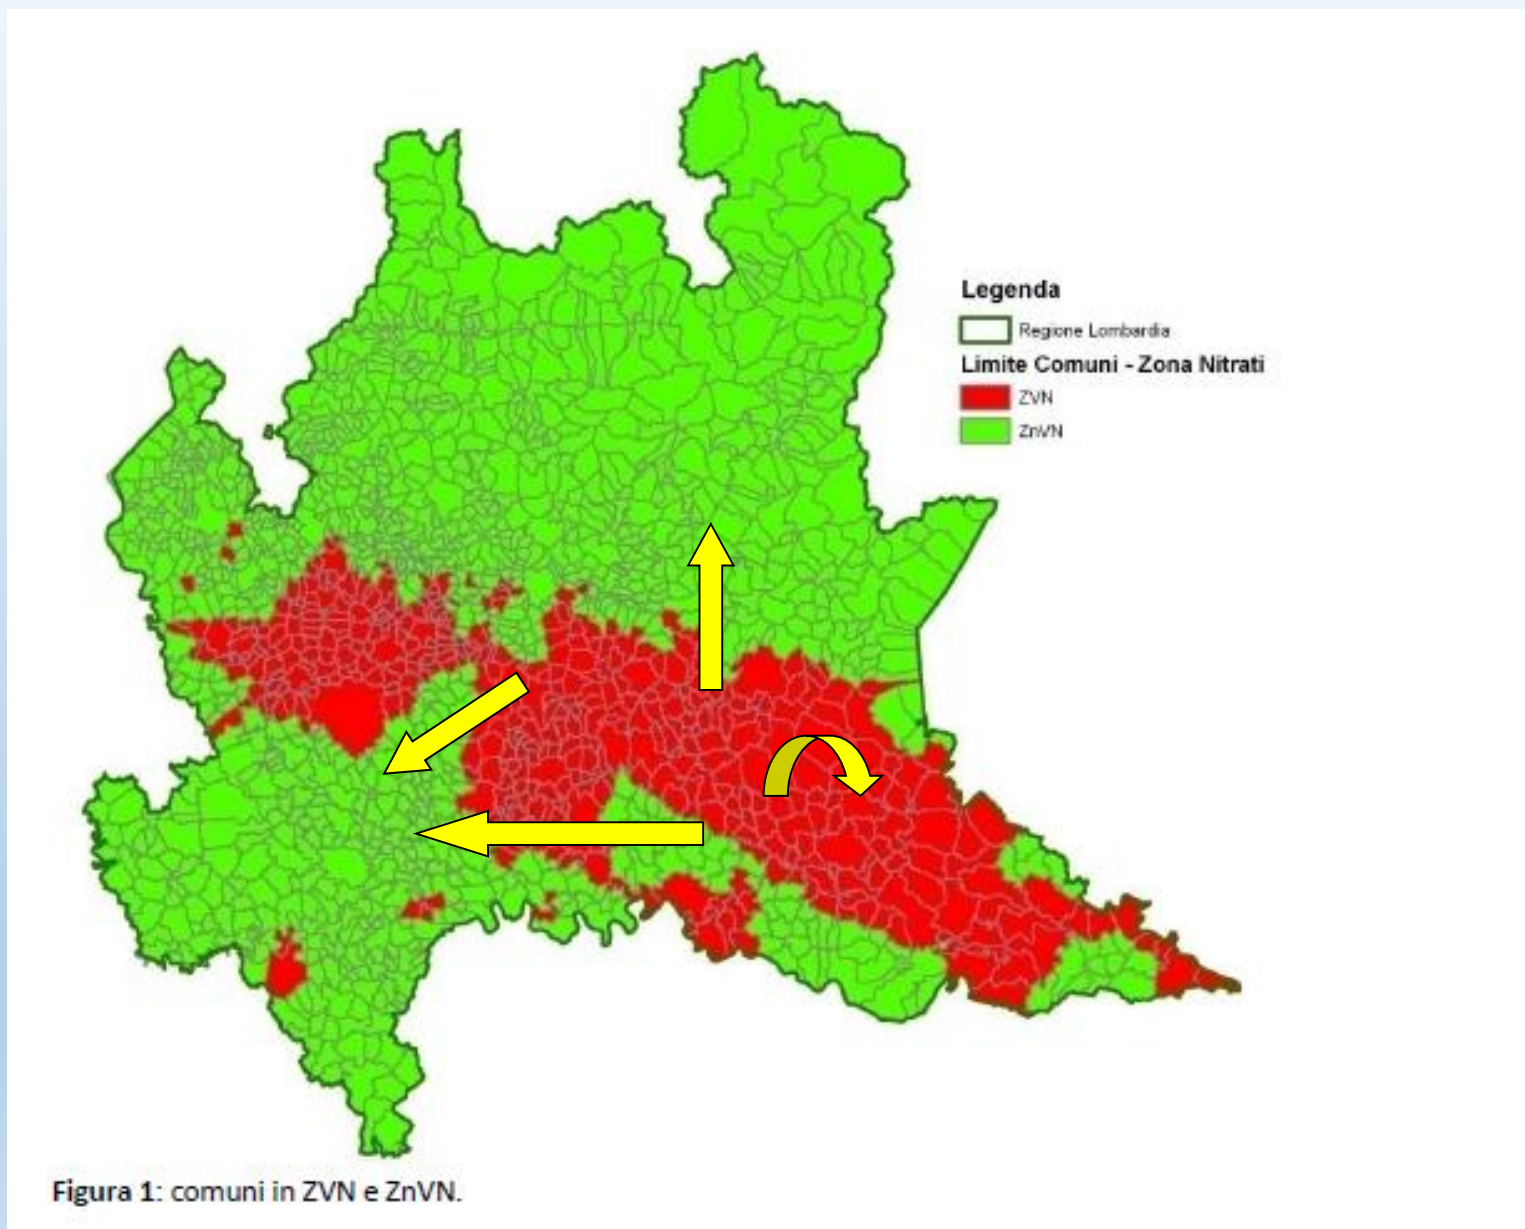 Legenda
Regione Lombardia
Limite Comuni - Zona Nitrati
ZVN
ZnVN
Figura 1: comuni in ZVN e ZnVN.